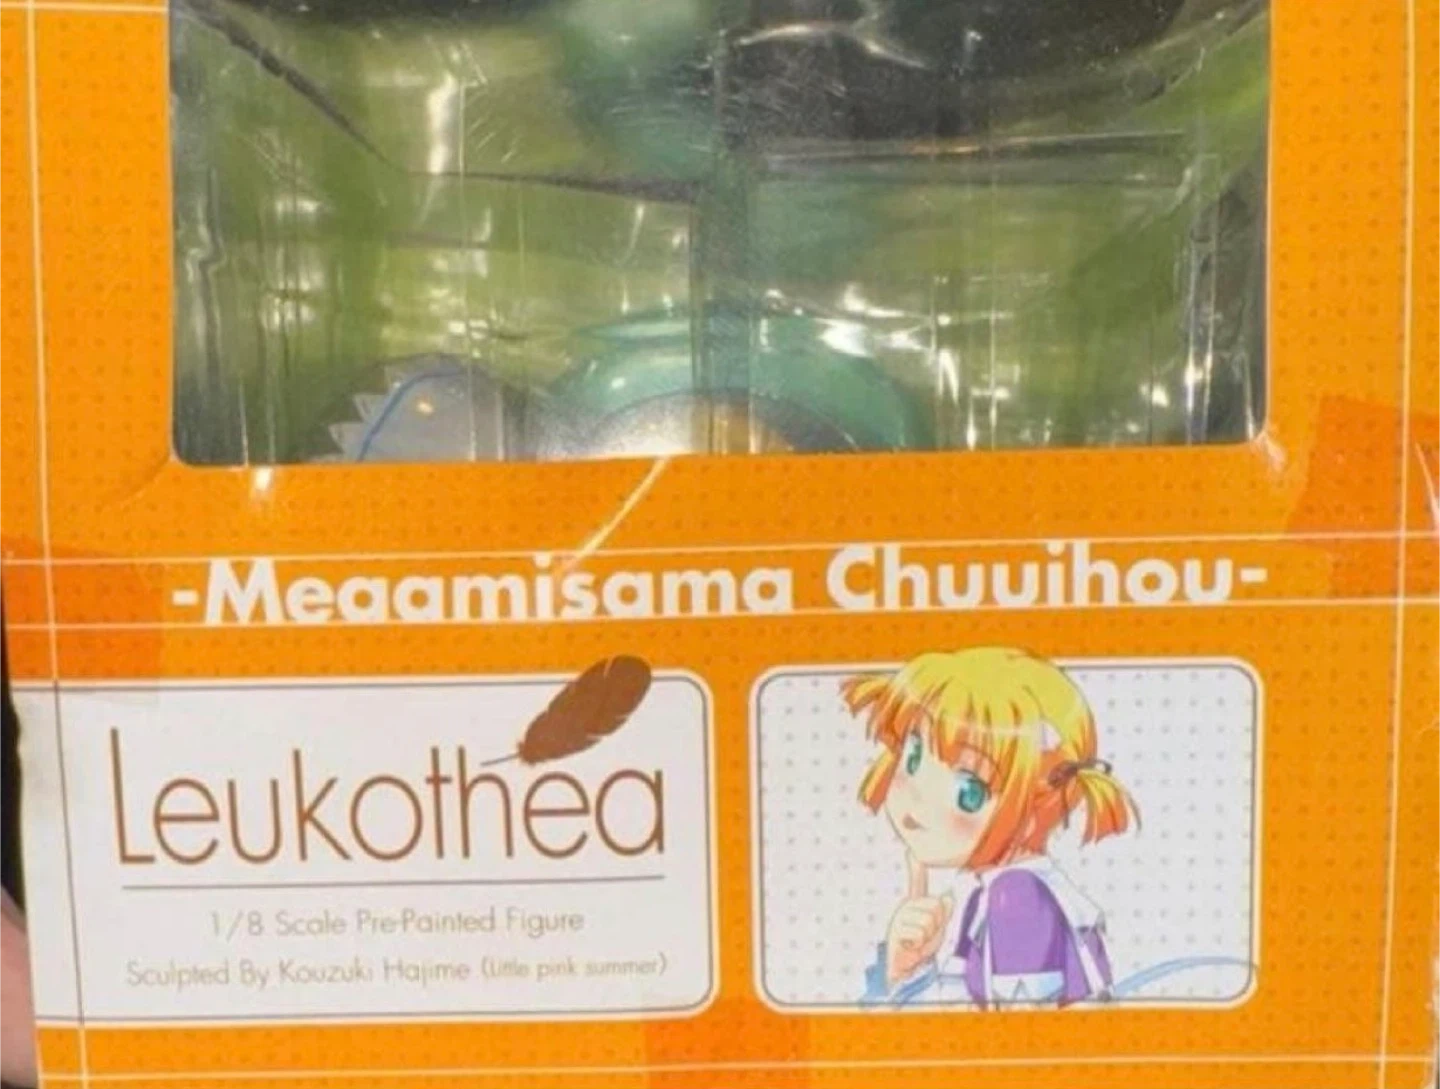 -Megamisama Chuuihou-
Leukothea
1/8 Scale Pre-Painted Figure
Sculpted By Kouzuki Hajime (little pink summer)